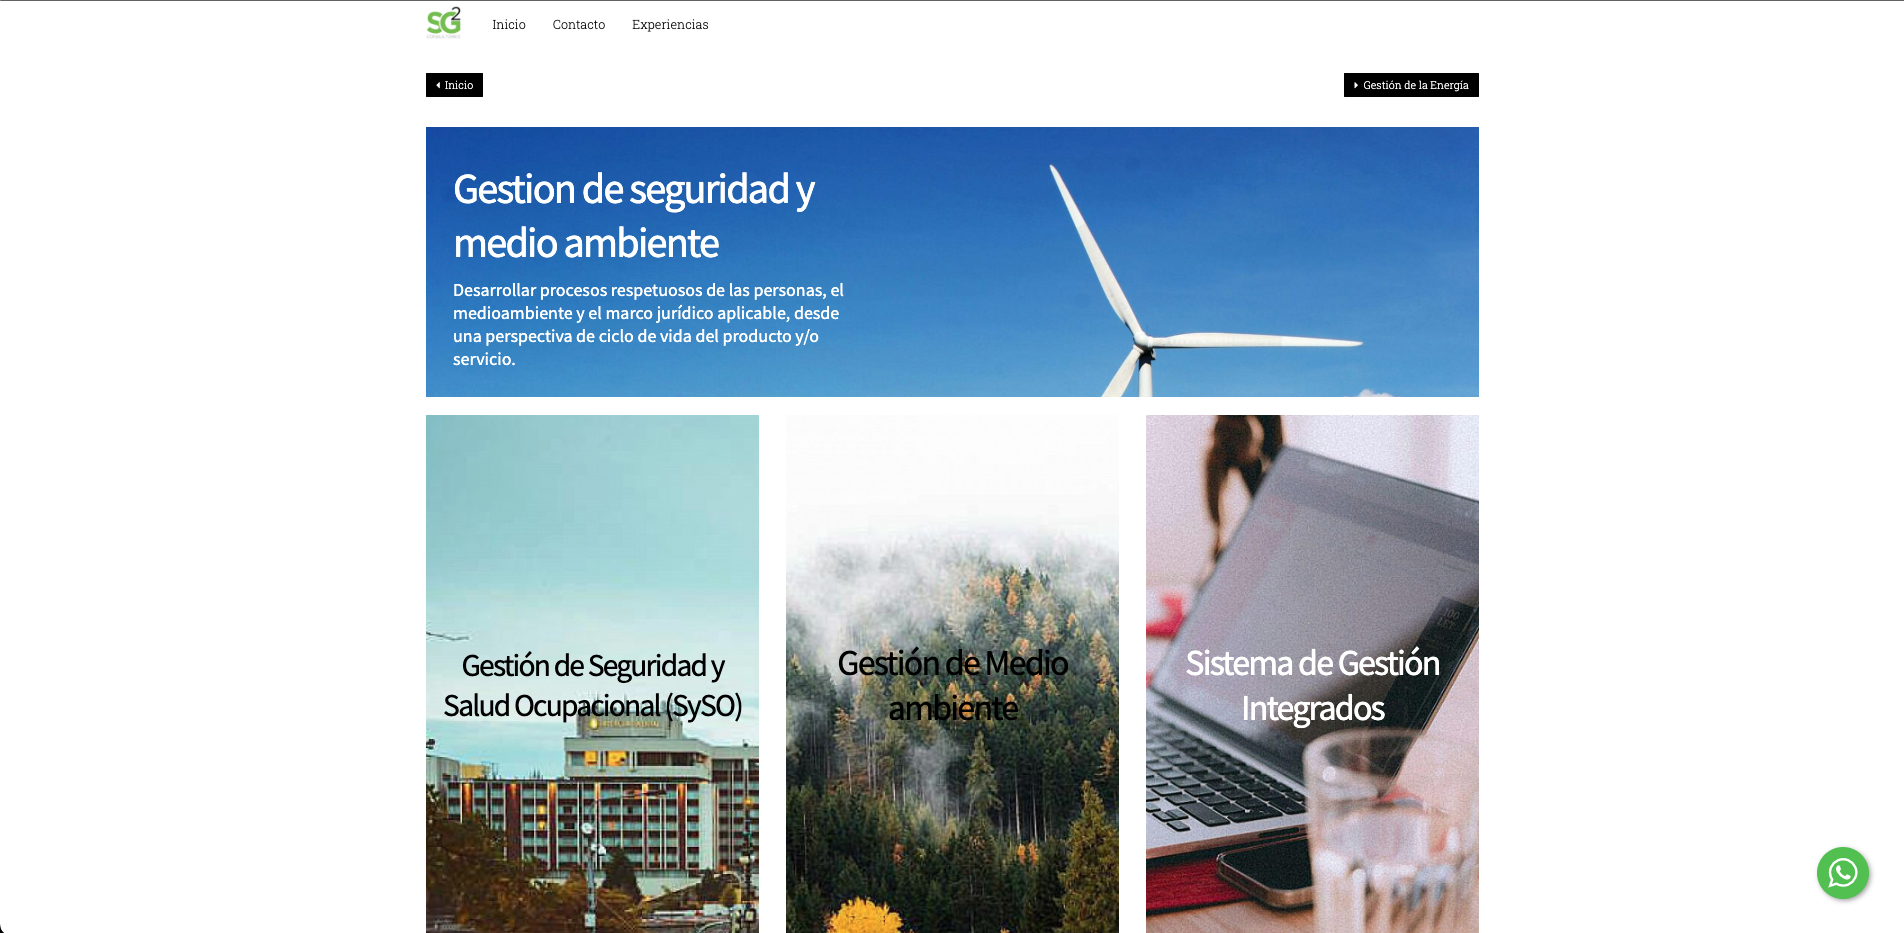 SG2
Inicio
Contacto
Experiencias
Inicio
Gestión de la Energía
Gestion de seguridad y
medio ambiente
Desarrollar procesos respetuosos de las personas, el
medioambiente y el marco jurídico aplicable, desde
una perspectiva de ciclo de vida del producto y/o
servicio.
Gestión de Seguridad y
Salud Ocupacional (SySO)
Gestión de Medio
ambiente
Sistema de Gestión
Integrados